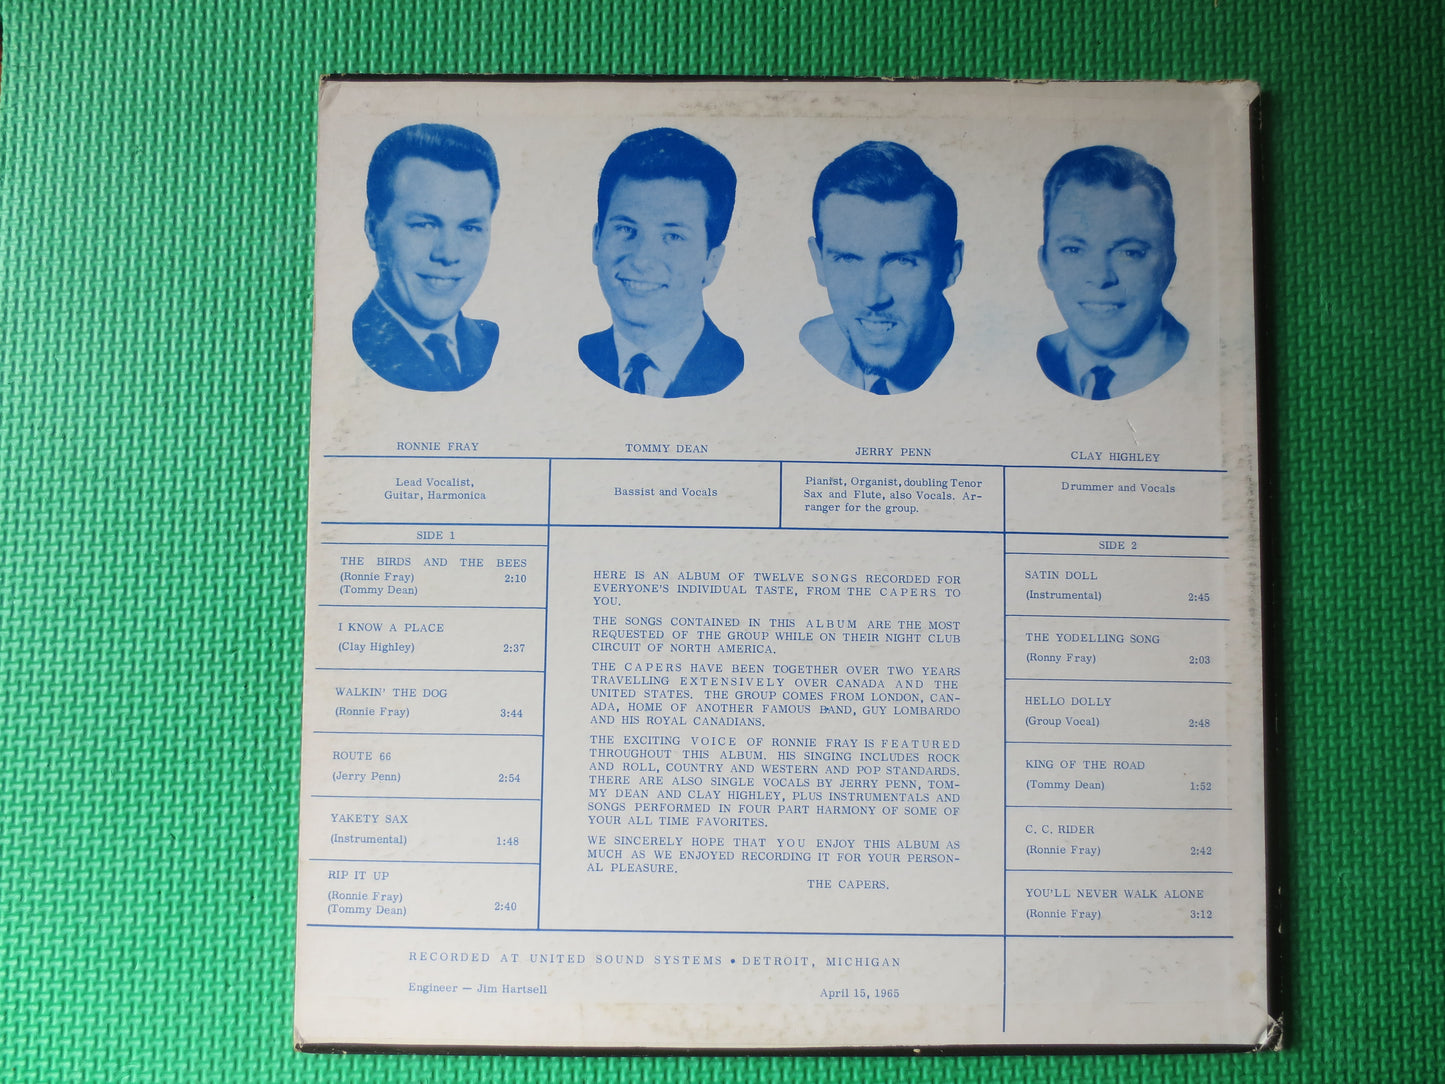 RONNIE FRAY
TOMMY DEAN
JERRY PENN
CLAY HIGHLEY
Lead Vocalist,
Guitar, Harmonica
Bassist and Vocals
Pianist, Organist, doubling Tenor
Sax and Flute, also Vocals. Ar-
ranger for the group.
Drummer and Vocals
SIDE 1
THE BIRDS AND THE BEES
(Ronnie Fray) 2:10
(Tommy Dean)
I KNOW A PLACE
(Clay Highley) 2:37
WALKIN' THE DOG
(Ronnie Fray) 3:44
ROUTE 66
(Jerry Penn) 2:54
YAKETY SAX
(Instrumental) 1:48
RIP IT UP
(Ronnie Fray)
(Tommy Dean) 2:40
HERE IS AN ALBUM OF TWELVE SONGS RECORDED FOR
EVERYONE'S INDIVIDUAL TASTE, FROM THE CAPERS TO
YOU.
THE SONGS CONTAINED IN THIS ALBUM ARE THE MOST
REQUESTED OF THE GROUP WHILE ON THEIR NIGHT CLUB
CIRCUIT OF NORTH AMERICA.
THE CAPERS HAVE BEEN TOGETHER OVER TWO YEARS
TRAVELLING EXTENSIVELY OVER CANADA AND THE
UNITED STATES. THE GROUP COMES FROM LONDON, CAN-
ADA, HOME OF ANOTHER FAMOUS BAND, GUY LOMBARDO
AND HIS ROYAL CANADIANS.
THE EXCITING VOICE OF RONNIE FRAY IS FEATURED
THROUGHOUT THIS ALBUM. HIS SINGING INCLUDES ROCK
AND ROLL, COUNTRY AND WESTERN AND POP STANDARDS.
THERE ARE ALSO SINGLE VOCALS BY JERRY PENN, TOM-
MY DEAN AND CLAY HIGHLEY, PLUS INSTRUMENTALS AND
SONGS PERFORMED IN FOUR PART HARMONY OF SOME OF
YOUR ALL TIME FAVORITES.
WE SINCERELY HOPE THAT YOU ENJOY THIS ALBUM AS
MUCH AS WE ENJOYED RECORDING IT FOR YOUR PERSON-
AL PLEASURE.
THE CAPERS.
SIDE 2
SATIN DOLL
(Instrumental) 2:45
THE YODELLING SONG
(Ronny Fray) 2:03
HELLO DOLLY
(Group Vocal) 2:48
KING OF THE ROAD
(Tommy Dean) 1:52
C. C. RIDER
(Ronnie Fray) 2:42
YOU'LL NEVER WALK ALONE
(Ronnie Fray) 3:12
RECORDED AT UNITED SOUND SYSTEMS • DETROIT, MICHIGAN
Engineer — Jim Hartsell April 15, 1965